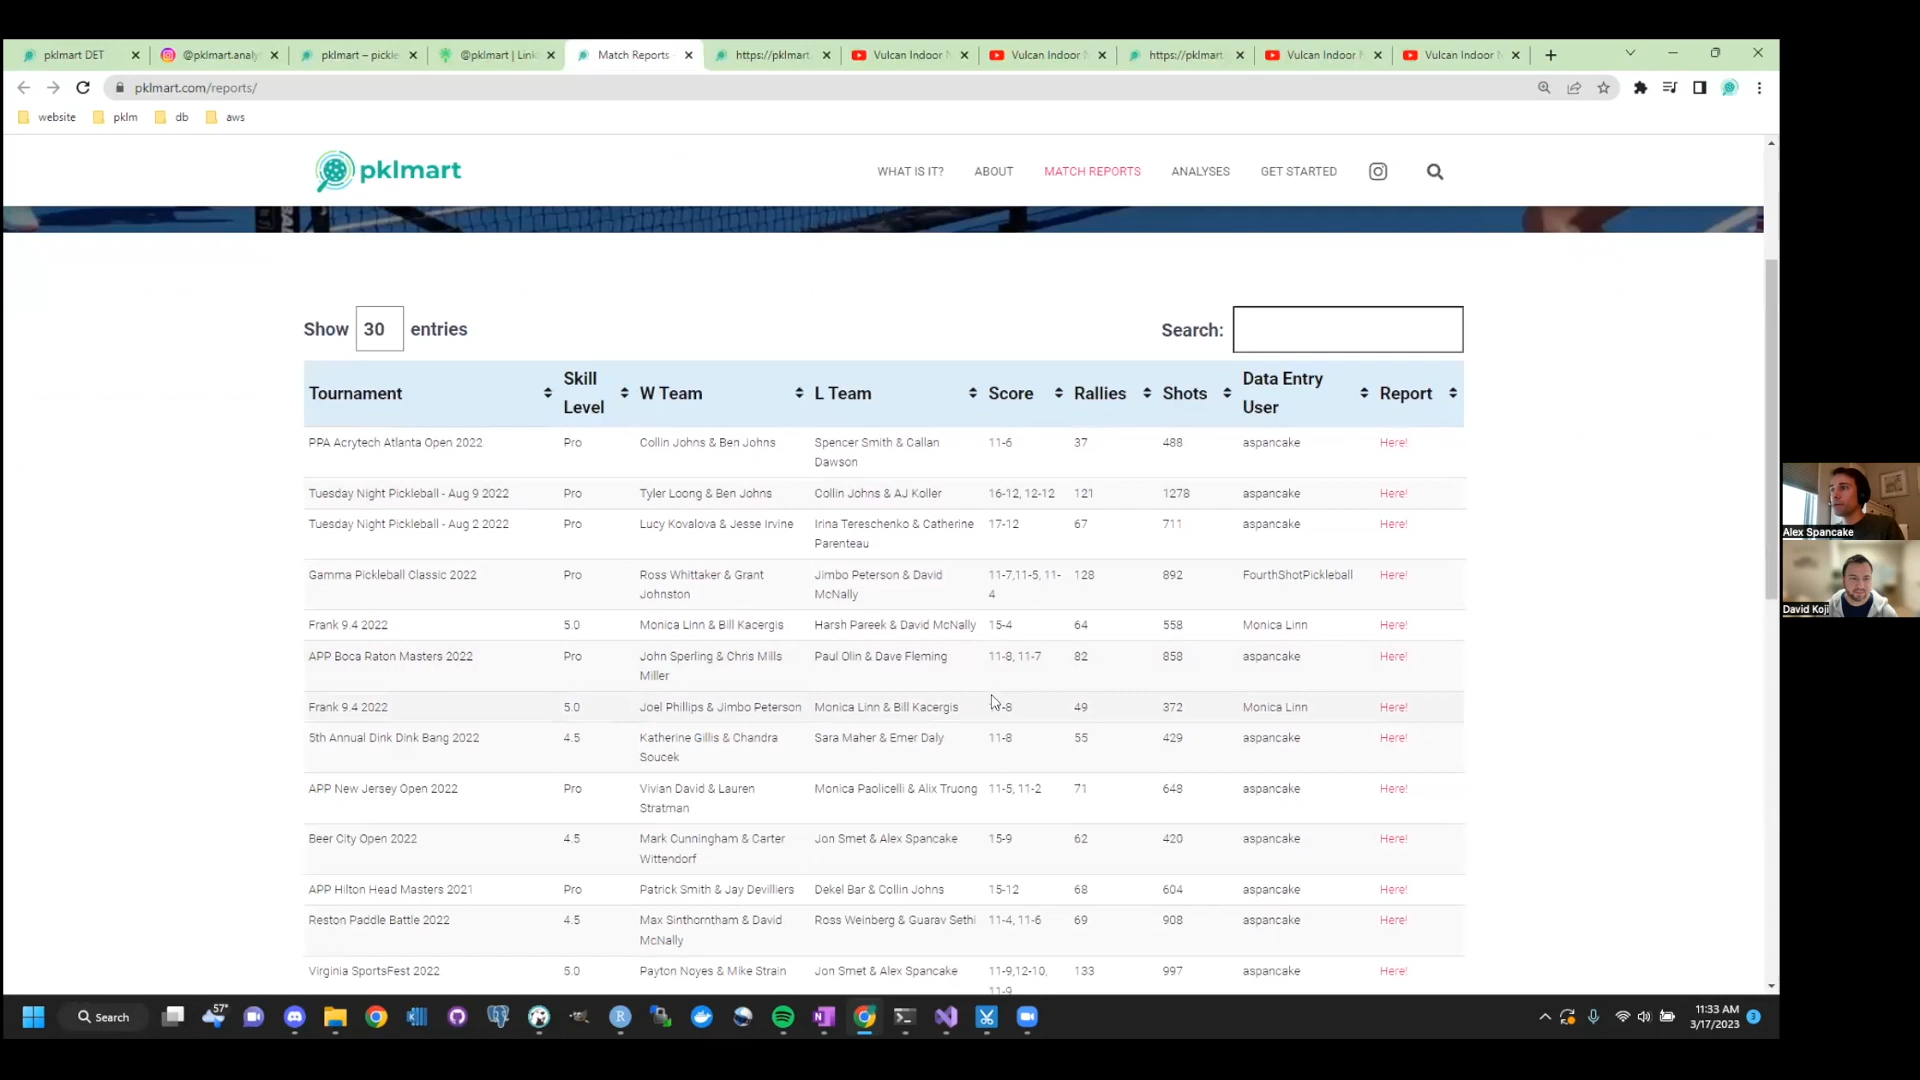 pklmart DET
@pklmart.analy
pklmart – pickle
@pklmart | Link
Match Reports
https://pklmart
Vulcan Indoor N
Vulcan Indoor N
https://pklmart
Vulcan Indoor N
Vulcan Indoor N
pklmart.com/reports/
website pklm db aws
pklmart
WHAT IS IT? ABOUT MATCH REPORTS ANALYSES GET STARTED
Show 30 entries
Search:
Tournament Skill Level W Team L Team Score Rallies Shots Data Entry User Report
PPA Acrytech Atlanta Open 2022 Pro Collin Johns & Ben Johns Spencer Smith & Callan Dawson 11-6 37 488 aspancake Here!
Tuesday Night Pickleball - Aug 9 2022 Pro Tyler Loong & Ben Johns Collin Johns & AJ Koller 16-12, 12-12 121 1278 aspancake Here!
Tuesday Night Pickleball - Aug 2 2022 Pro Lucy Kovalova & Jesse Irvine Irina Tereschenko & Catherine Parenteau 17-12 67 711 aspancake Here!
Gamma Pickleball Classic 2022 Pro Ross Whittaker & Grant Johnston Jimbo Peterson & David McNally 11-7,11-5, 11-4 128 892 FourthShotPickleball Here!
Frank 9.4 2022 5.0 Monica Linn & Bill Kacergis Harsh Pareek & David McNally 15-4 64 558 Monica Linn Here!
APP Boca Raton Masters 2022 Pro John Sperling & Chris Mills Miller Paul Olin & Dave Fleming 11-8, 11-7 82 858 aspancake Here!
Frank 9.4 2022 5.0 Joel Phillips & Jimbo Peterson Monica Linn & Bill Kacergis -8 49 372 Monica Linn Here!
5th Annual Dink Dink Bang 2022 4.5 Katherine Gillis & Chandra Soucek Sara Maher & Emer Daly 11-8 55 429 aspancake Here!
APP New Jersey Open 2022 Pro Vivian David & Lauren Stratman Monica Paolicelli & Alix Truong 11-5, 11-2 71 648 aspancake Here!
Beer City Open 2022 4.5 Mark Cunningham & Carter Wittendorf Jon Smet & Alex Spancake 15-9 62 420 aspancake Here!
APP Hilton Head Masters 2021 Pro Patrick Smith & Jay Devilliers Dekel Bar & Collin Johns 15-12 68 604 aspancake Here!
Reston Paddle Battle 2022 4.5 Max Sinthorntham & David McNally Ross Weinberg & Guarav Sethi 11-4, 11-6 69 908 aspancake Here!
Virginia SportsFest 2022 5.0 Payton Noyes & Mike Strain Jon Smet & Alex Spancake 11-9,12-10, 11-9 133 997 aspancake Here!
Alex Spancake
David Koji
57°
Search
11:33 AM
3/17/2023
3